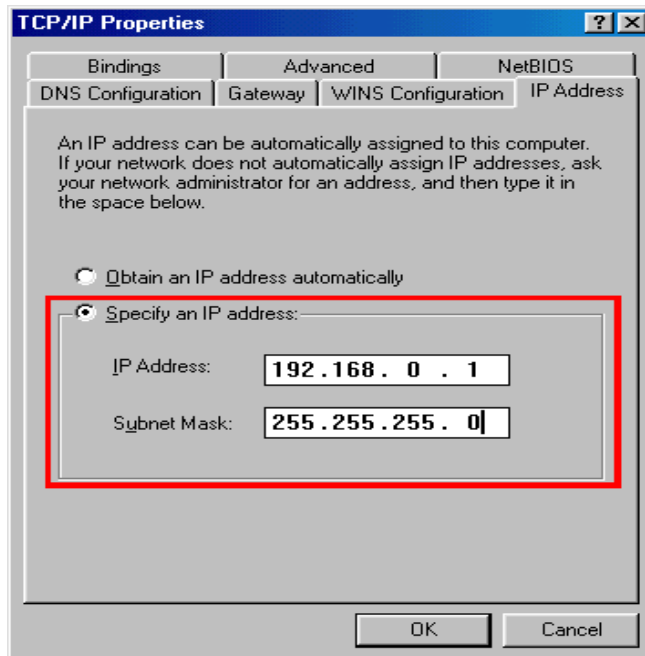 TCP/IP Properties
Bindings Advanced NetBIOS
DNS Configuration Gateway WINS Configuration IP Address
An IP address can be automatically assigned to this computer.
If your network does not automatically assign IP addresses, ask
your network administrator for an address, and then type it in
the space below.
Obtain an IP address automatically
Specify an IP address:
IP Address: 192.168. 0 . 1
Subnet Mask: 255.255.255. 0
OK Cancel